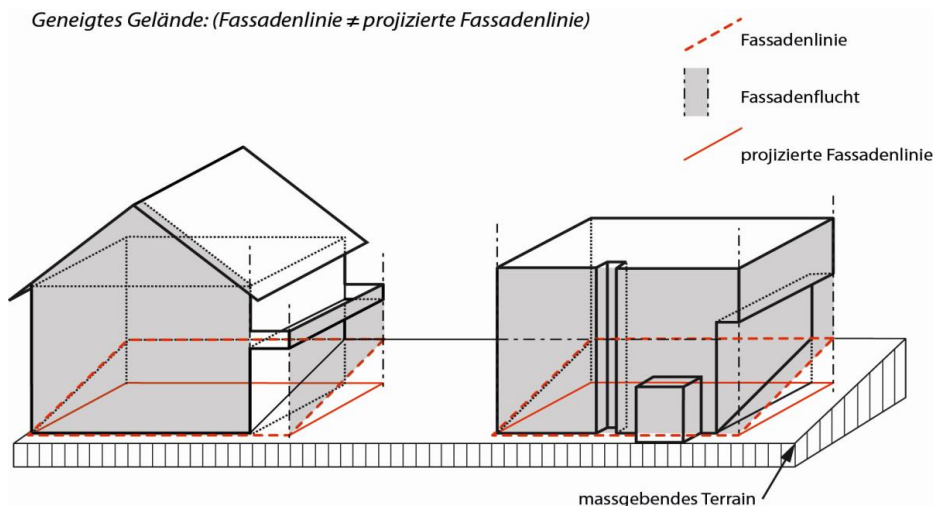 Geneigtes Gelände: (Fassadenlinie ≠ projizierte Fassadenlinie)
Fassadenlinie
Fassadenflucht
projizierte Fassadenlinie
massgebendes Terrain